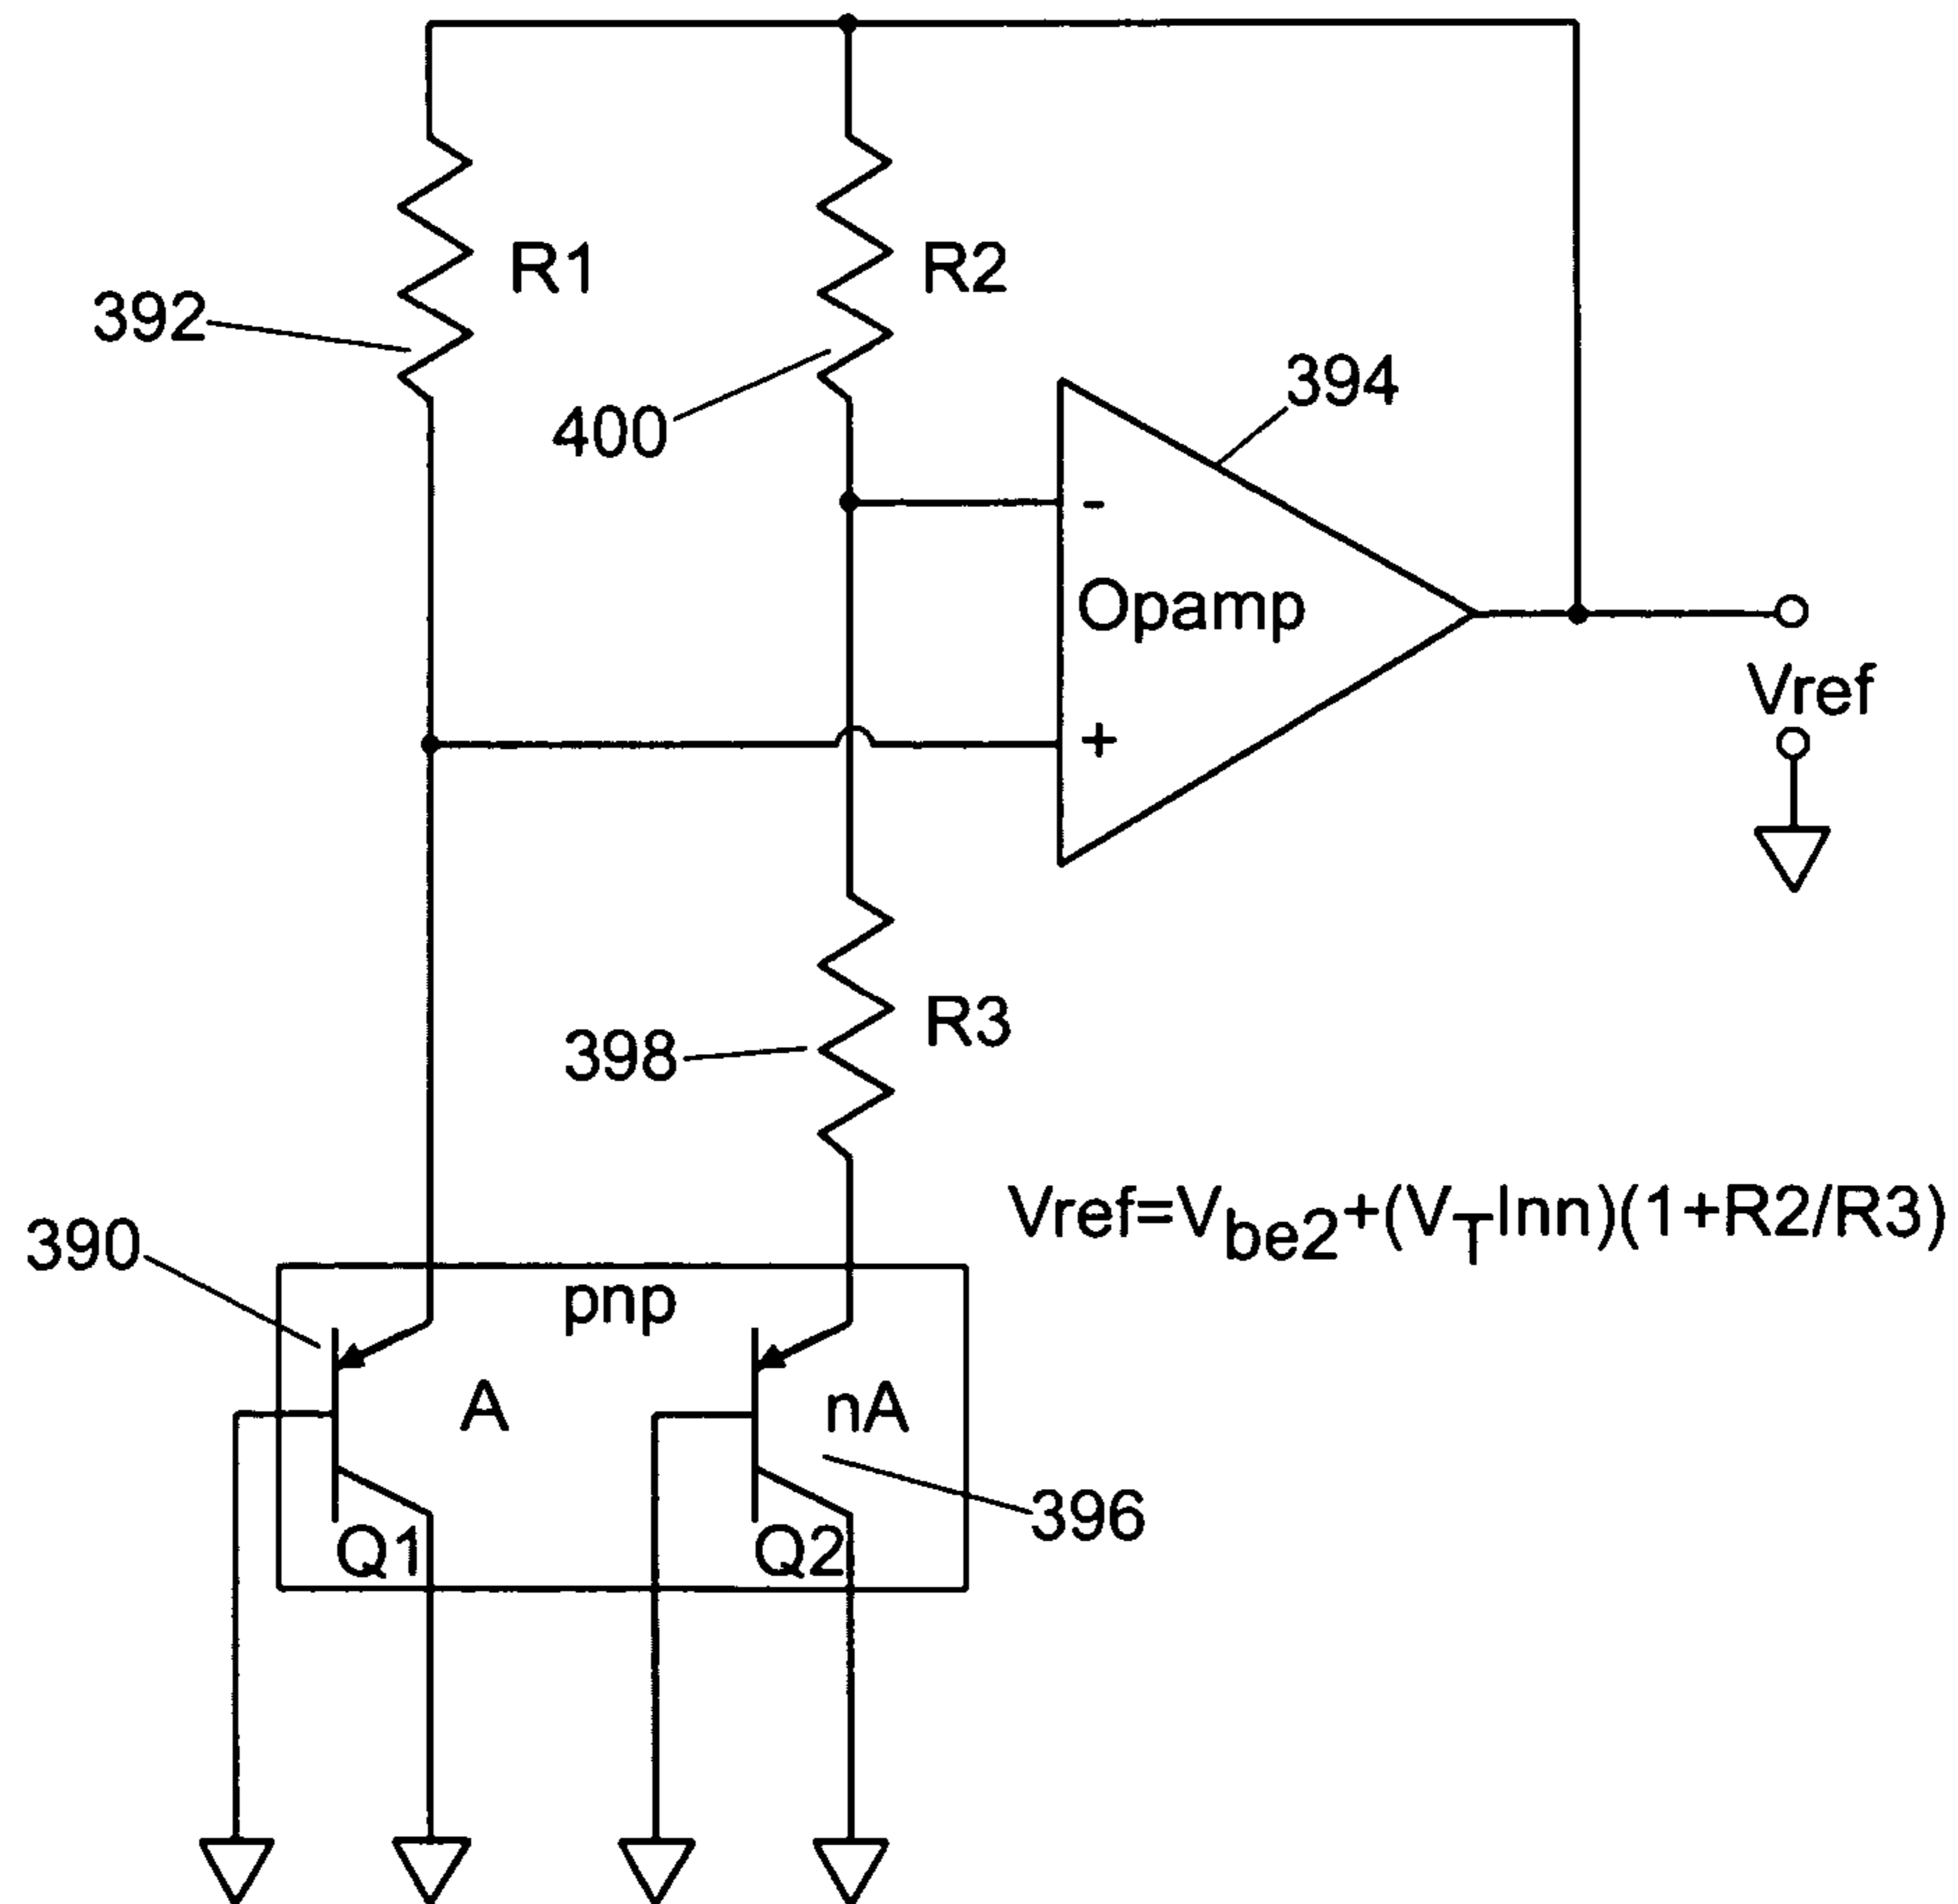 R1
R2
392
400
394
-
Opamp
+
Vref
R3
398
Vref=Vbe2+(VTlnn)(1+R2/R3)
390
pnp
A
nA
396
Q1
Q2